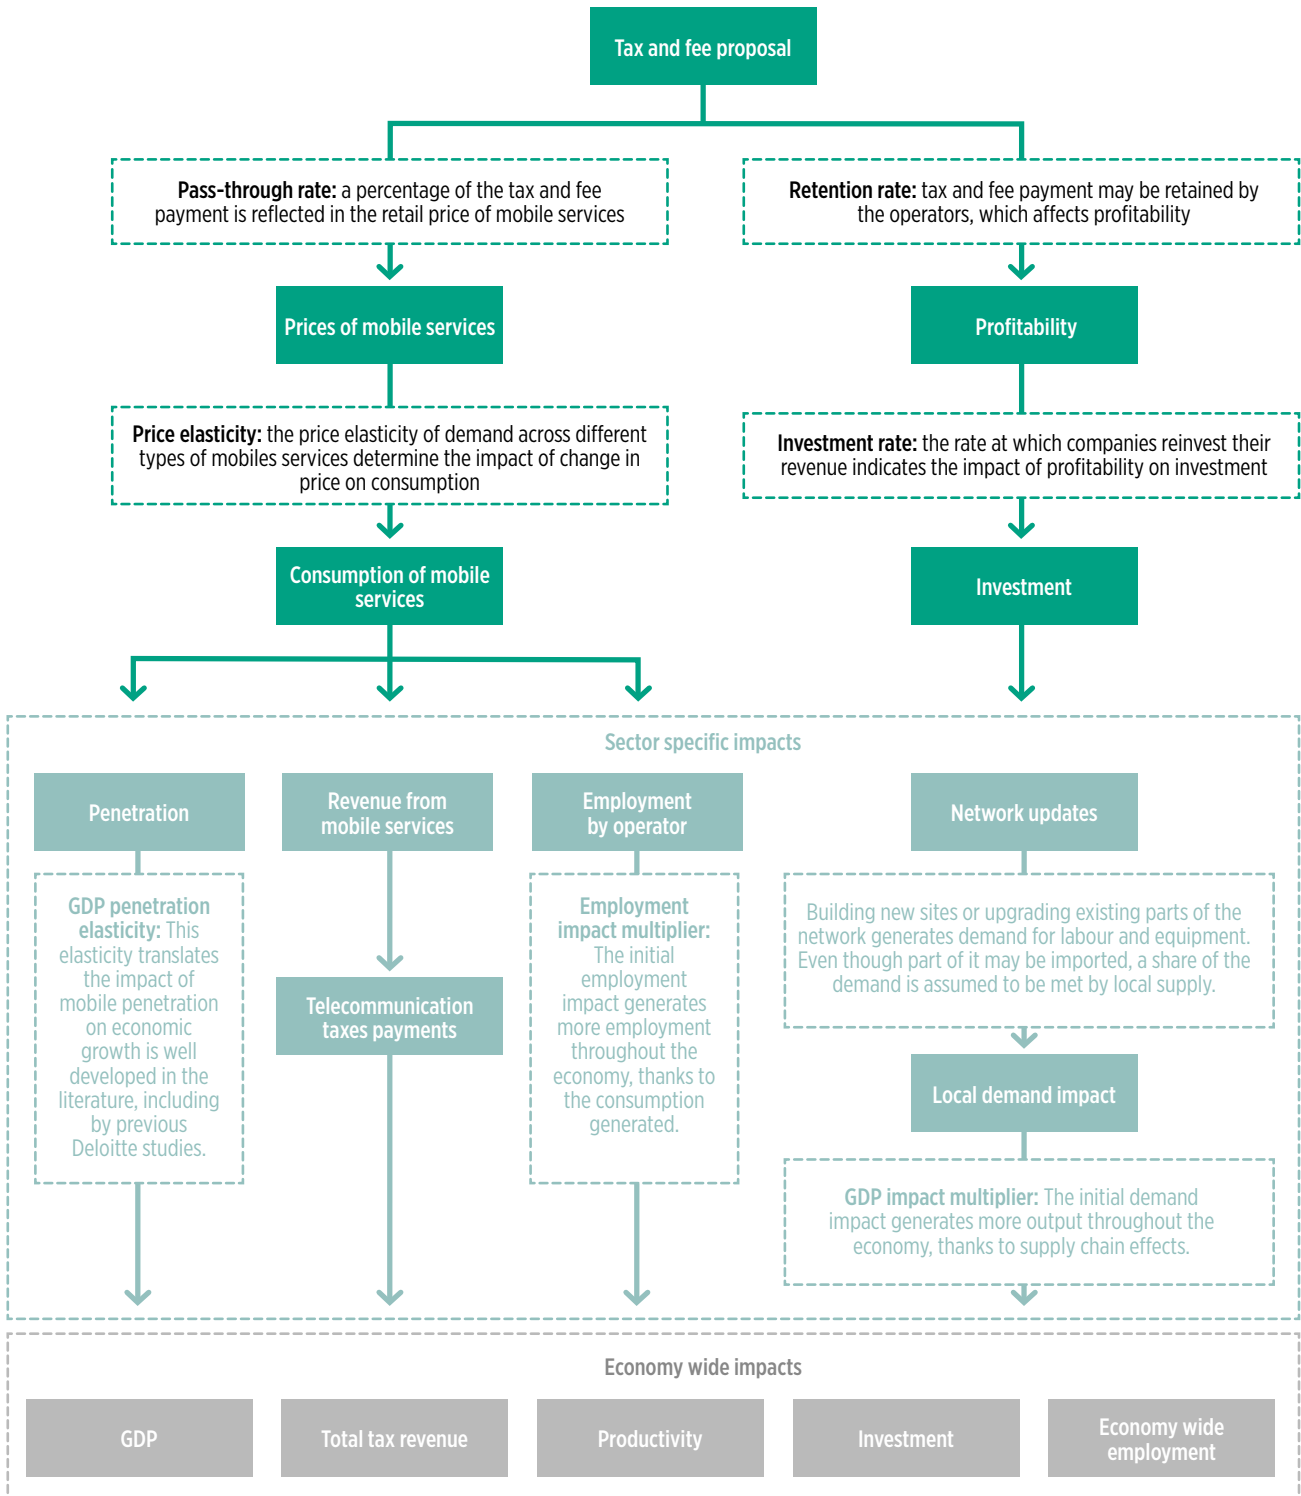 Tax and fee proposal
Pass-through rate: a percentage of the tax and fee
payment is reflected in the retail price of mobile services
Retention rate: tax and fee payment may be retained by
the operators, which affects profitability
Prices of mobile services
Profitability
Price elasticity: the price elasticity of demand across different
types of mobiles services determine the impact of change in
price on consumption
Investment rate: the rate at which companies reinvest their
revenue indicates the impact of profitability on investment
Consumption of mobile
services
Investment
Sector specific impacts
Penetration
Revenue from
mobile services
Employment
by operator
Network updates
GDP penetration
elasticity: This
elasticity translates
the impact of
mobile penetration
on economic
growth is well
developed in the
literature, including
by previous
Deloitte studies.
Telecommunication
taxes payments
Employment
impact multiplier:
The initial
employment
impact generates
more employment
throughout the
economy, thanks to
the consumption
generated.
Building new sites or upgrading existing parts of the
network generates demand for labour and equipment.
Even though part of it may be imported, a share of the
demand is assumed to be met by local supply.
Local demand impact
GDP impact multiplier: The initial demand
impact generates more output throughout the
economy, thanks to supply chain effects.
Economy wide impacts
GDP
Total tax revenue
Productivity
Investment
Economy wide
employment